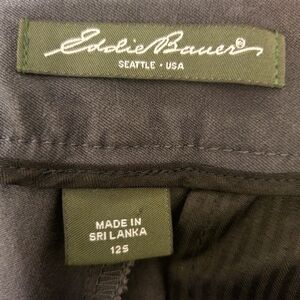 Eddie Bauer®
SEATTLE · USA
MADE IN
SRI LANKA
12S